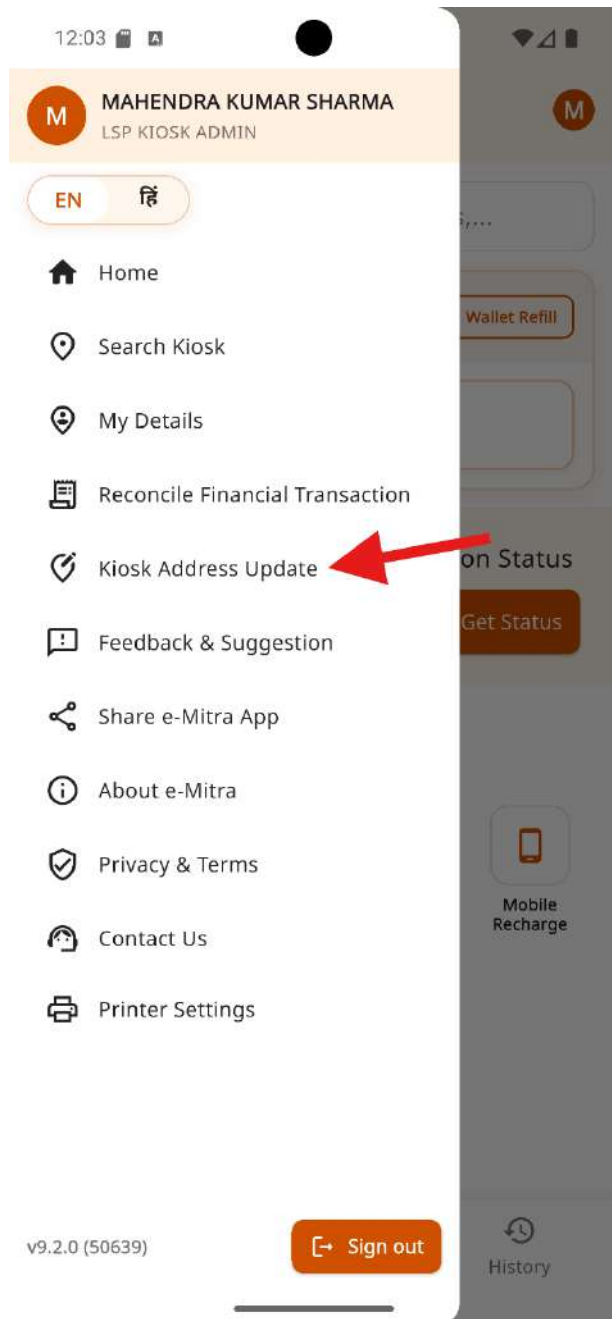 12:03
M
MAHENDRA KUMAR SHARMA
LSP KIOSK ADMIN
M
EN हिं
Home
Wallet Refill
Search Kiosk
My Details
Reconcile Financial Transaction
Kiosk Address Update
on Status
Get Status
Feedback & Suggestion
Share e-Mitra App
About e-Mitra
Privacy & Terms
Mobile
Recharge
Contact Us
Printer Settings
v9.2.0 (50639)
Sign out
History